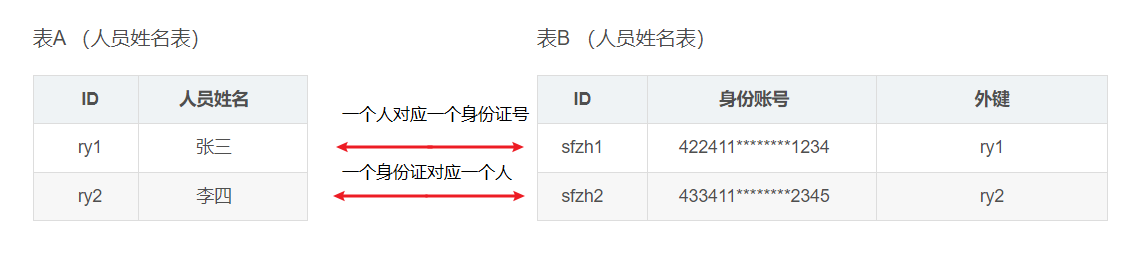 表A （人员姓名表）
ID 人员姓名
ry1 张三
ry2 李四
一个人对应一个身份证号
一个身份证对应一个人
表B （人员姓名表）
ID 身份账号 外键
sfzh1 422411********1234 ry1
sfzh2 433411********2345 ry2